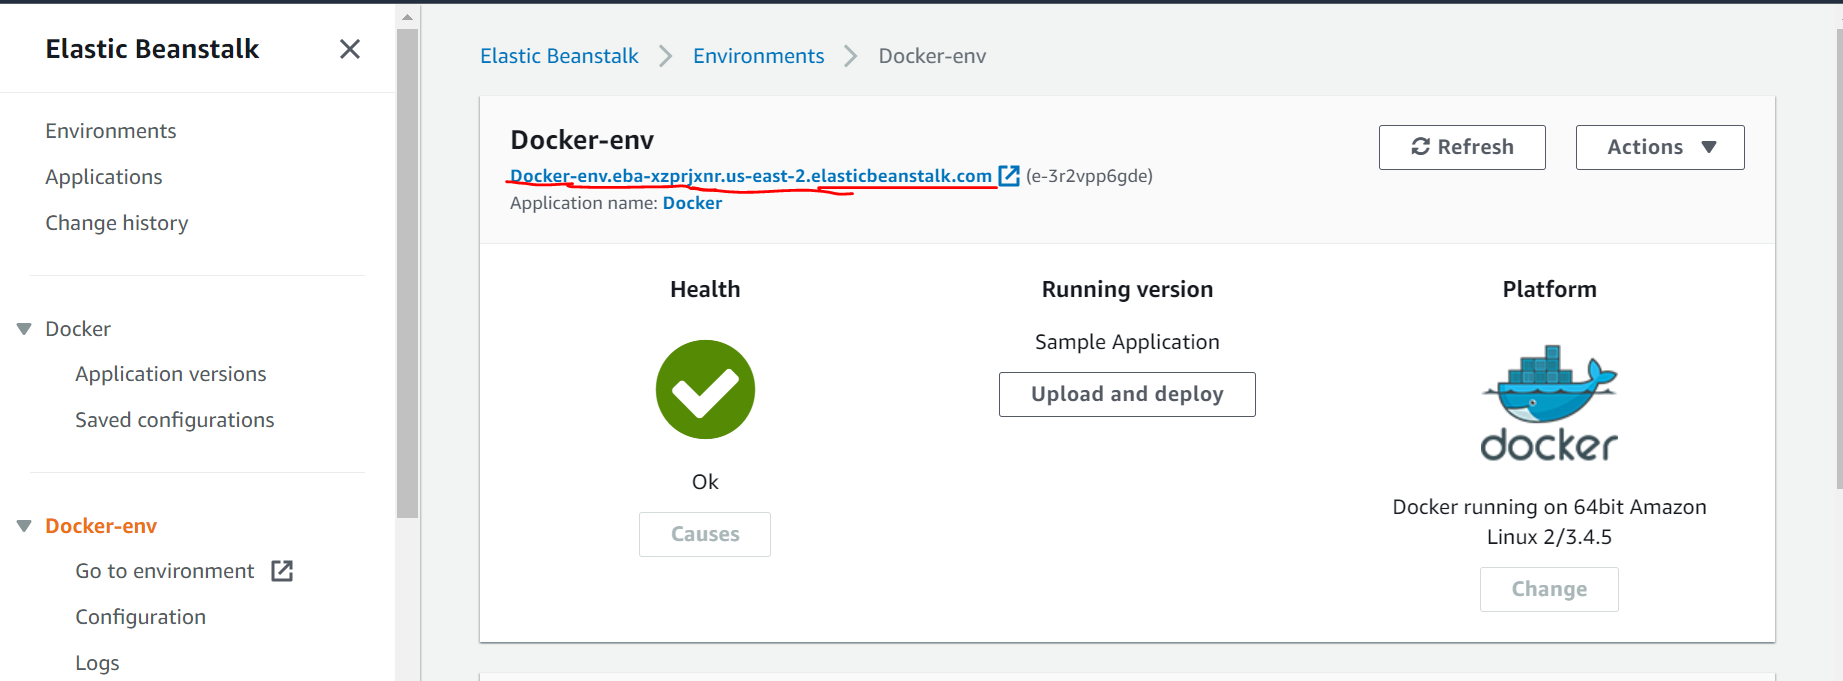 Elastic Beanstalk
Environments
Applications
Change history
Docker
Application versions
Saved configurations
Docker-env
Go to environment
Configuration
Logs
Elastic Beanstalk > Environments > Docker-env
Docker-env
Docker-env.eba-xzprjxnr.us-east-2.elasticbeanstalk.com (e-3r2vpp6gde)
Application name: Docker
Refresh
Actions
Health
Ok
Causes
Running version
Sample Application
Upload and deploy
Platform
docker
Docker running on 64bit Amazon
Linux 2/3.4.5
Change